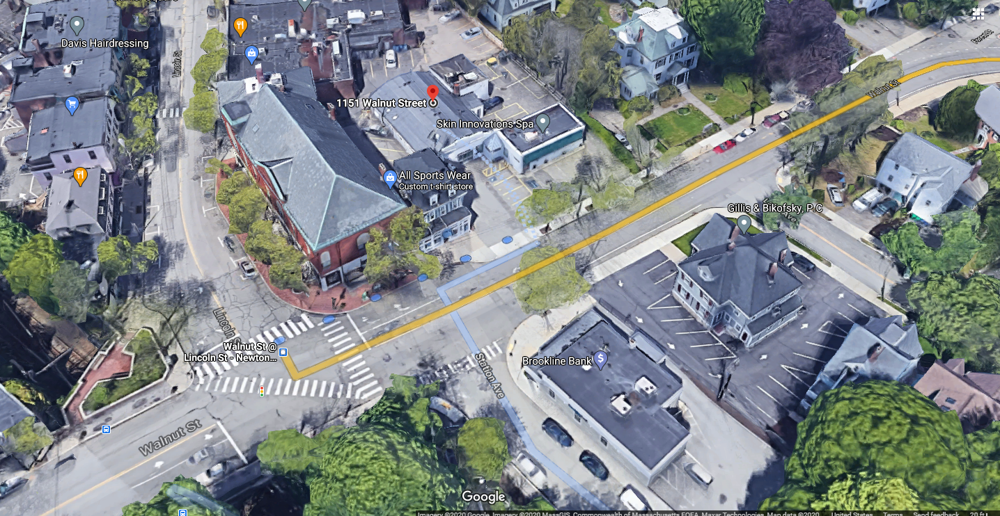 Davis Hairdressing
Lincoln St
1151 Walnut Street
Skin Innovations Spa
Walnut St
All Sports Wear
Custom t-shirt store
Gillis & Bikofsky, P.C
Ave
Lincoln S
Walnut St @
Lincoln St - Newton...
Brookline Bank
$
Station Ave
Walnut St
Google
Imagery ©2020 Google, Imagery ©2020 MassGIS, Commonwealth of Massachusetts EOEA, Maxar Technologies, Map data ©2020
United States
Terms
Send feedback
20 ft